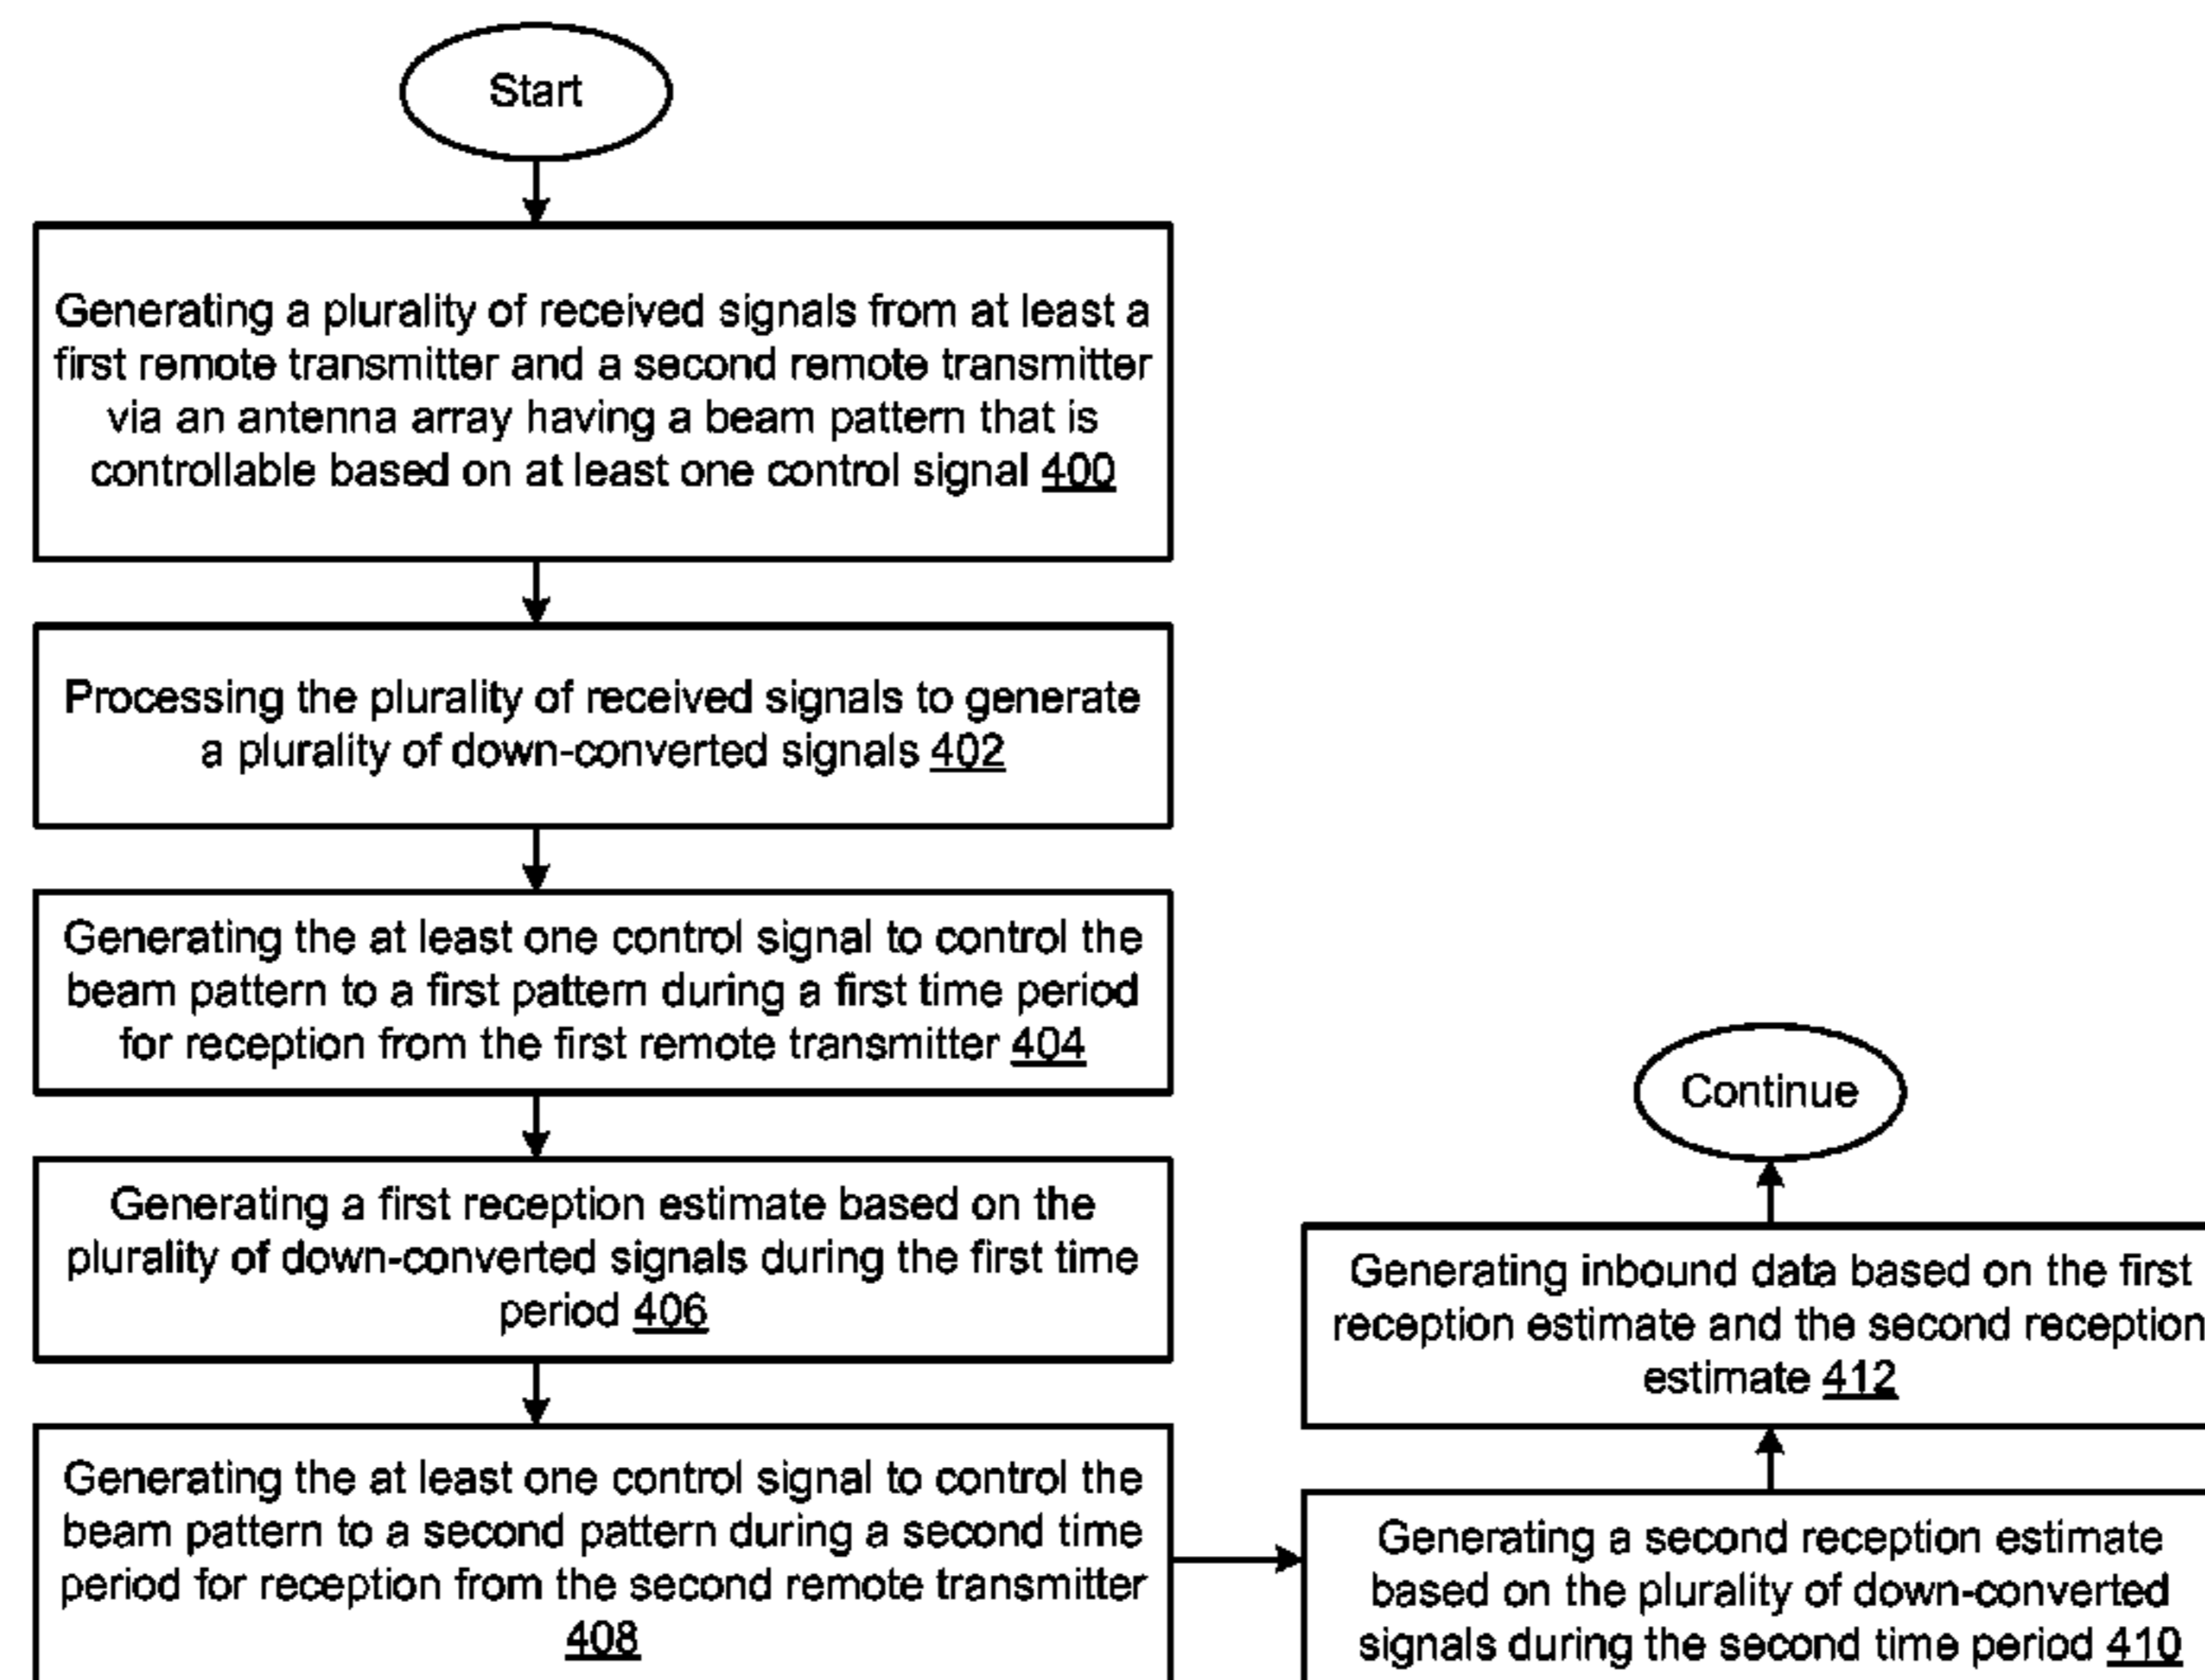 Start
Generating a plurality of received signals from at least a
first remote transmitter and a second remote transmitter
via an antenna array having a beam pattern that is
controllable based on at least one control signal 400
Processing the plurality of received signals to generate
a plurality of down-converted signals 402
Generating the at least one control signal to control the
beam pattern to a first pattern during a first time period
for reception from the first remote transmitter 404
Generating a first reception estimate based on the
plurality of down-converted signals during the first time
period 406
Generating the at least one control signal to control the
beam pattern to a second pattern during a second time
period for reception from the second remote transmitter
408
Generating a second reception estimate
based on the plurality of down-converted
signals during the second time period 410
Generating inbound data based on the first
reception estimate and the second reception
estimate 412
Continue